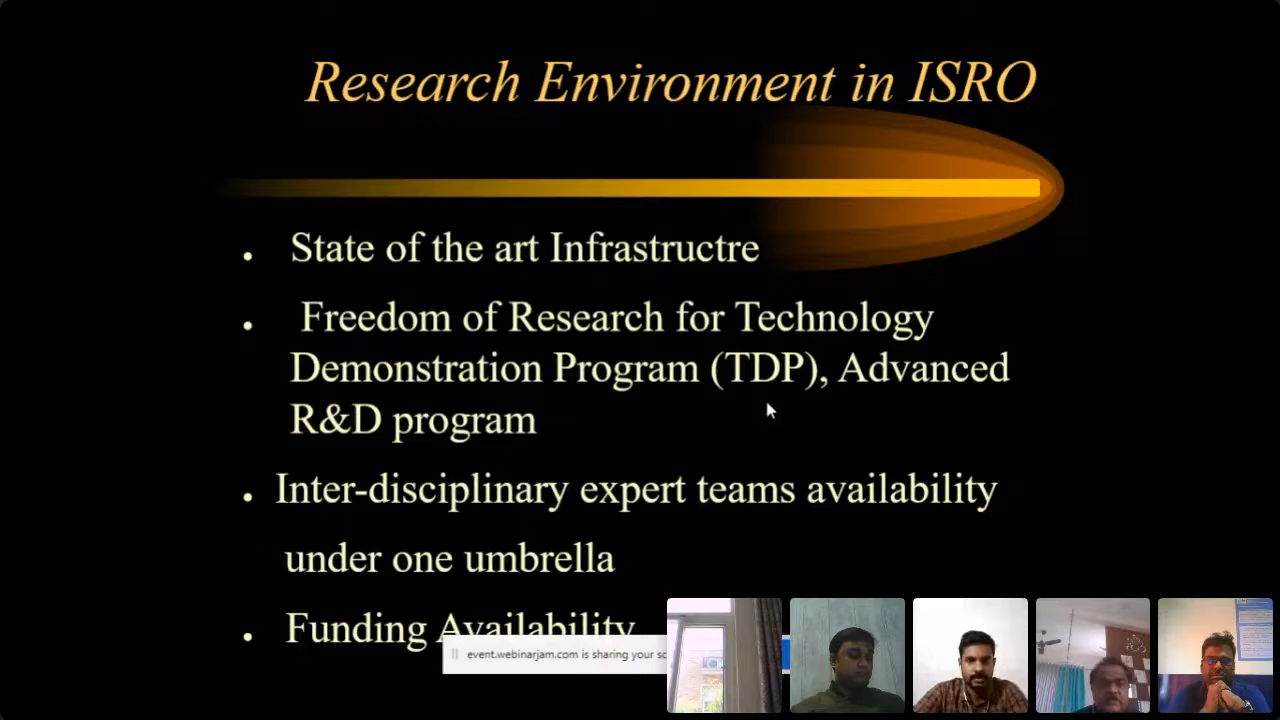 Research Environment in ISRO
. State of the art Infrastructre
. Freedom of Research for Technology
Demonstration Program (TDP), Advanced
R&D program
. Inter-disciplinary expert teams availability
under one umbrella
. Funding Availability
event.webinarjam.com is sharing your